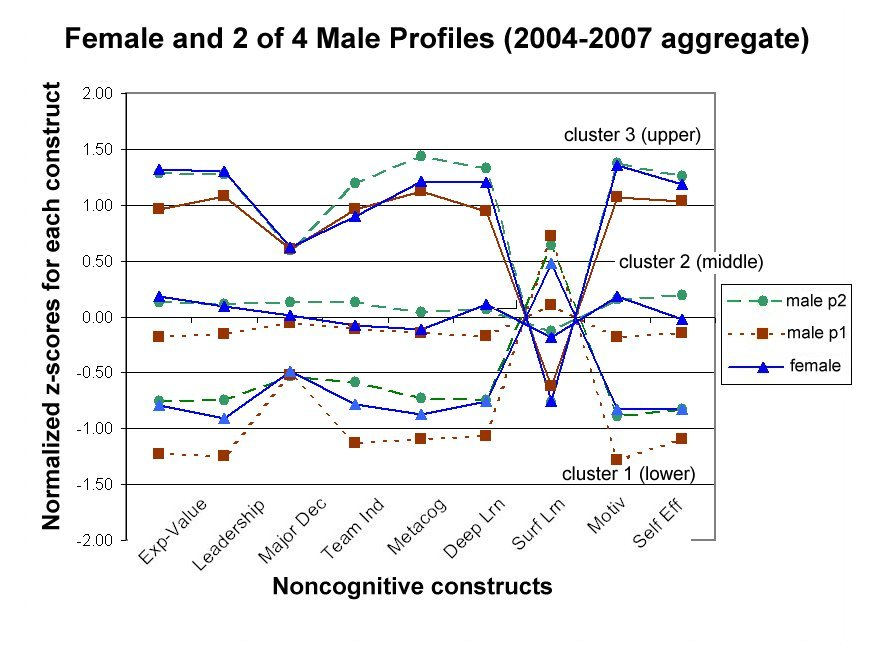 Female and 2 of 4 Male Profiles (2004-2007 aggregate)
Normalized z-scores for each construct
2.00
1.50
1.00
0.50
0.00
-0.50
-1.00
-1.50
-2.00
cluster 3 (upper)
cluster 2 (middle)
cluster 1 (lower)
male p2
male p1
female
Exp-Value
Leadership
Major Dec
Team Ind
Metacog
Deep Lrn
Surf Lrn
Motiv
Self Eff
Noncognitive constructs